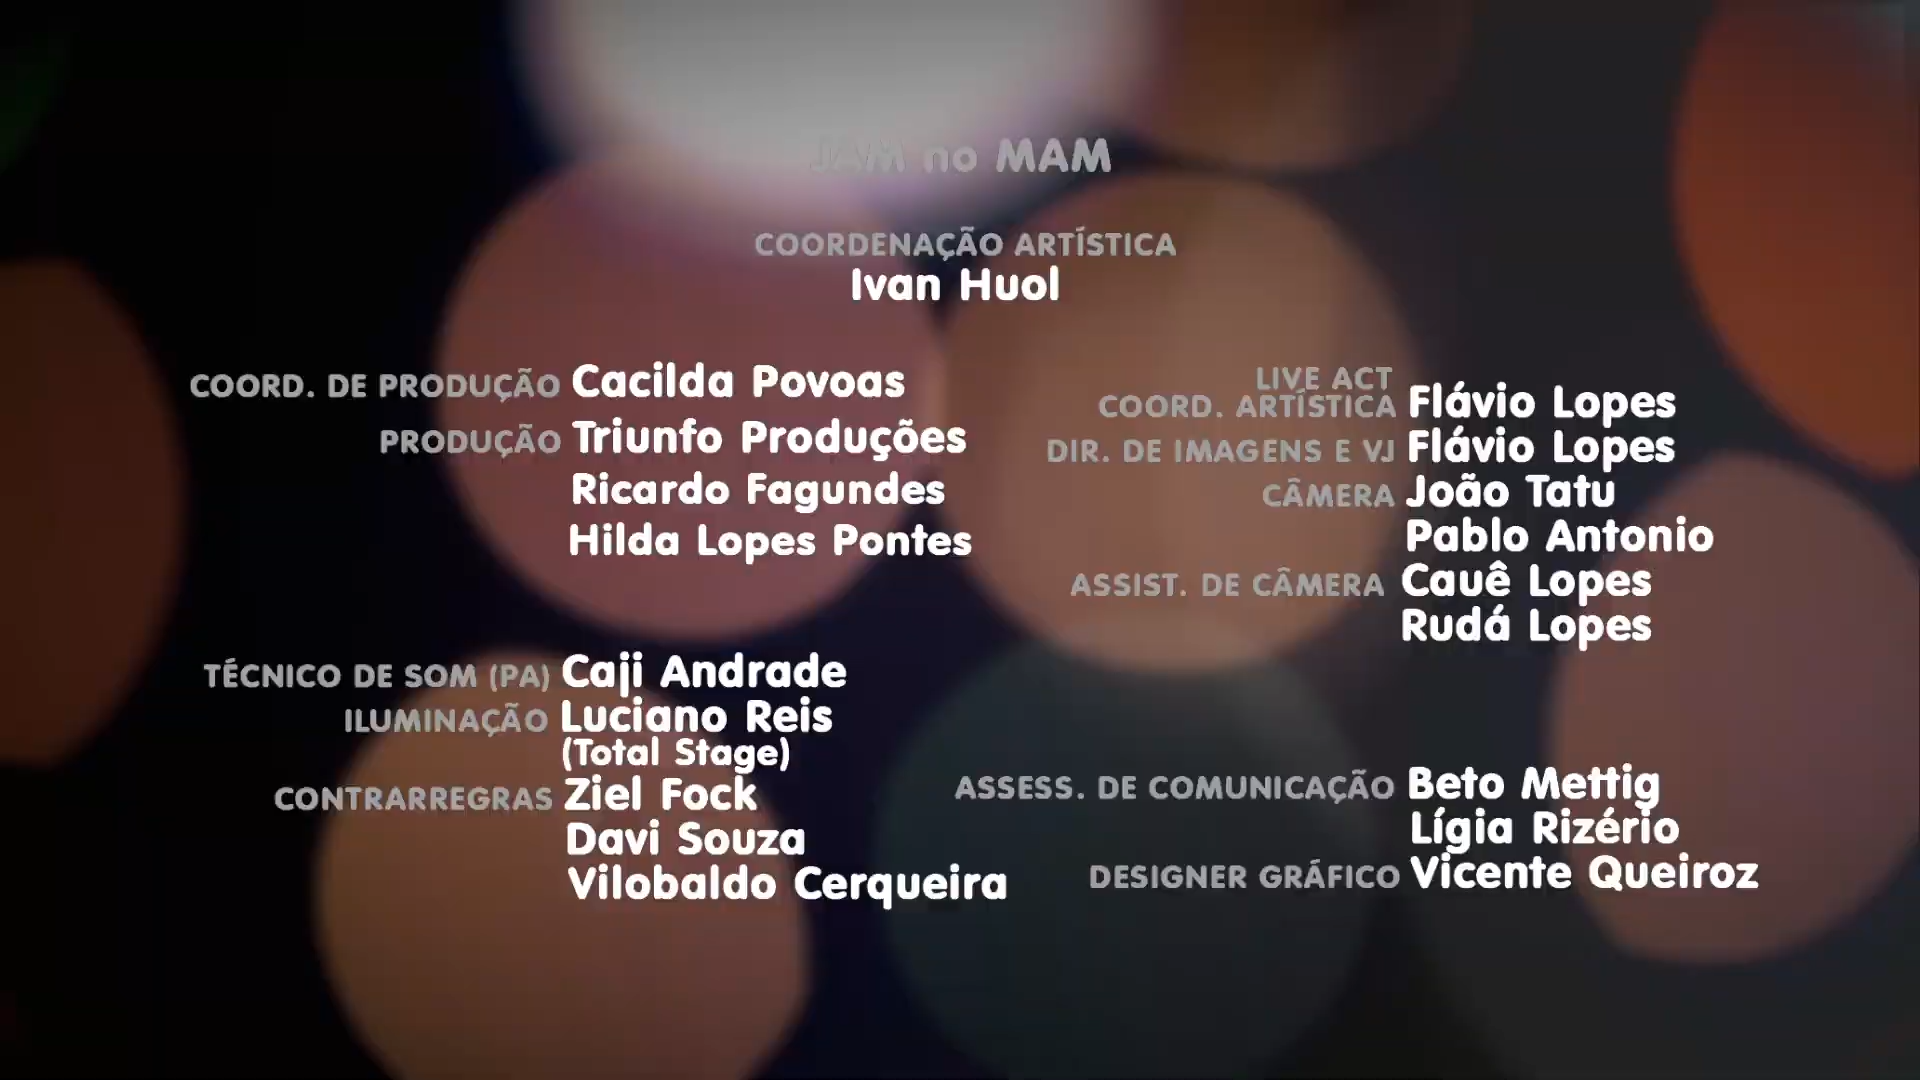 JAM no MAM
COORDENAÇÃO ARTÍSTICA
Ivan Huol
COORD. DE PRODUÇÃO Cacilda Povoas
PRODUÇÃO Triunfo Produções
Ricardo Fagundes
Hilda Lopes Pontes
TÉCNICO DE SOM (PA) Caji Andrade
ILUMINAÇÃO Luciano Reis
(Total Stage)
CONTRARREGRAS Ziel Fock
Davi Souza
Vilobaldo Cerqueira
LIVE ACT
COORD. ARTÍSTICA Flávio Lopes
DIR. DE IMAGENS E VJ Flávio Lopes
CÂMERA João Tatu
Pablo Antonio
ASSIST. DE CÂMERA Cauê Lopes
Rudá Lopes
ASSESS. DE COMUNICAÇÃO Beto Mettig
Lígia Rizério
DESIGNER GRÁFICO Vicente Queiroz